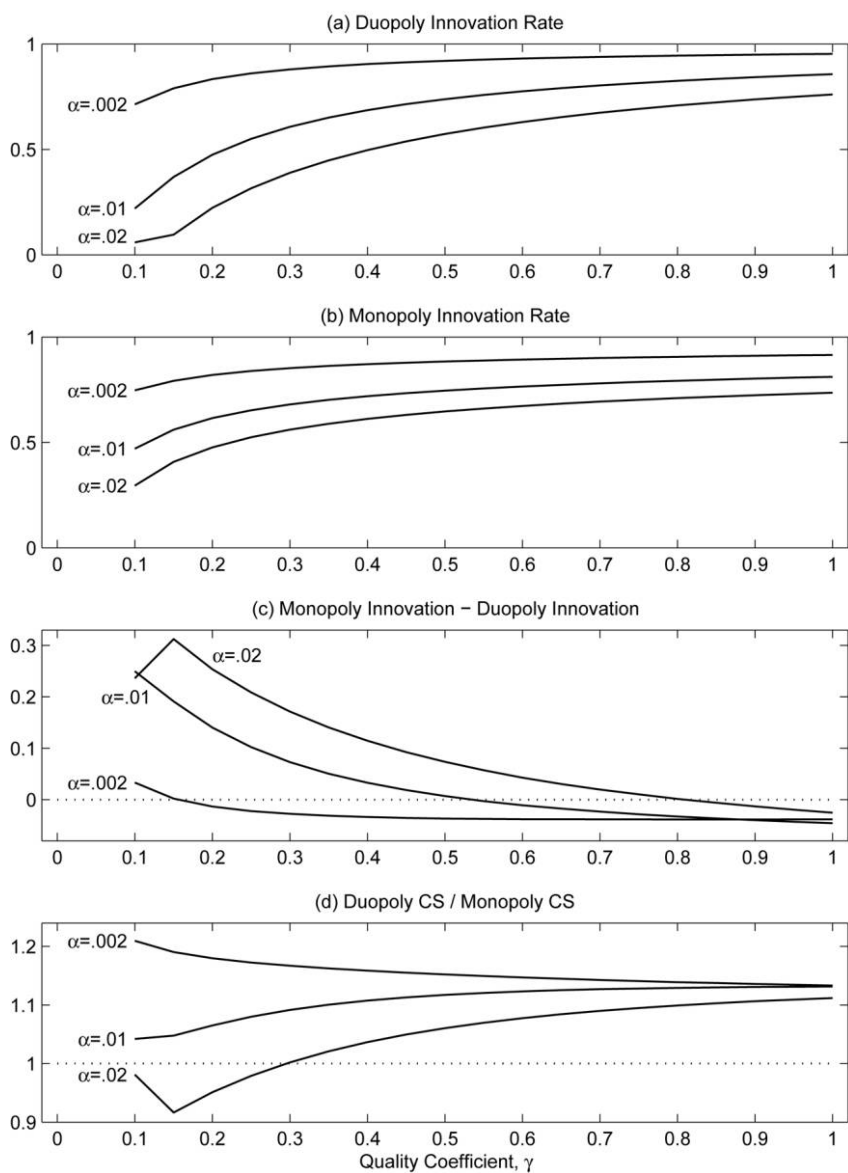 (a) Duopoly Innovation Rate
1
α=.002
0.5
α=.01
α=.02
0
0 0.1 0.2 0.3 0.4 0.5 0.6 0.7 0.8 0.9 1
(b) Monopoly Innovation Rate
1
α=.002
0.5
α=.01
α=.02
0
0 0.1 0.2 0.3 0.4 0.5 0.6 0.7 0.8 0.9 1
(c) Monopoly Innovation − Duopoly Innovation
0.3
α=.02
0.2
α=.01
0.1
α=.002
0
0 0.1 0.2 0.3 0.4 0.5 0.6 0.7 0.8 0.9 1
(d) Duopoly CS / Monopoly CS
α=.002
1.2
1.1
α=.01
1
α=.02
0.9
0 0.1 0.2 0.3 0.4 0.5 0.6 0.7 0.8 0.9 1
Quality Coefficient, γ